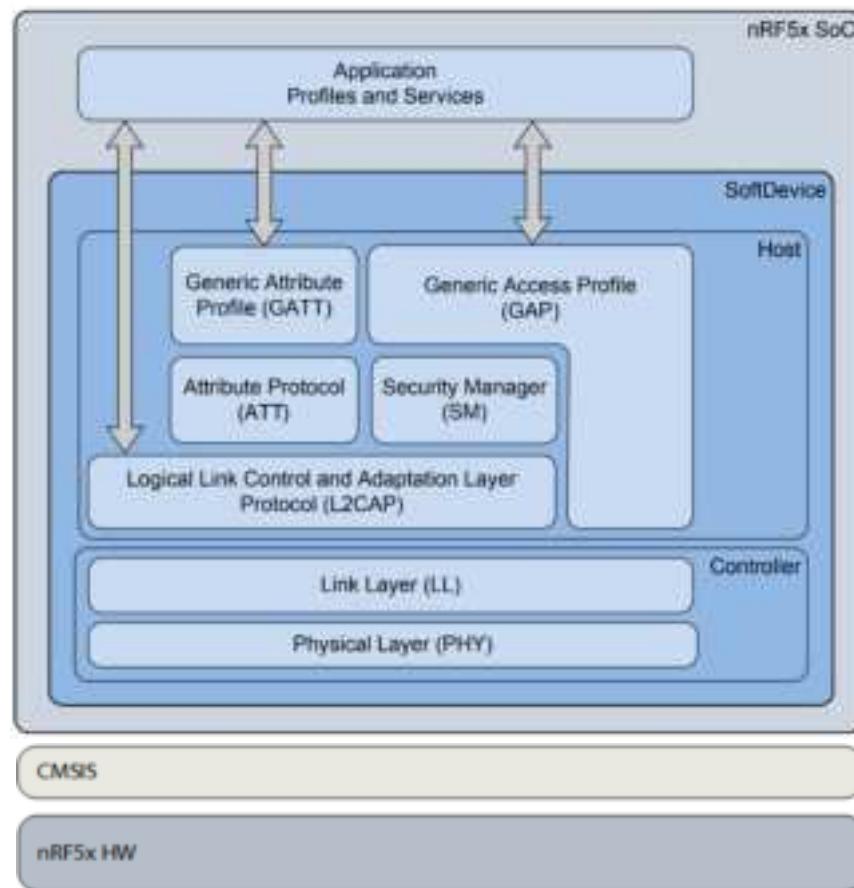 nRF5x SoC
Application
Profiles and Services
SoftDevice
Host
Generic Attribute
Profile (GATT)
Generic Access Profile
(GAP)
Attribute Protocol
(ATT)
Security Manager
(SM)
Logical Link Control and Adaptation Layer
Protocol (L2CAP)
Controller
Link Layer (LL)
Physical Layer (PHY)
CMSIS
nRF5x HW